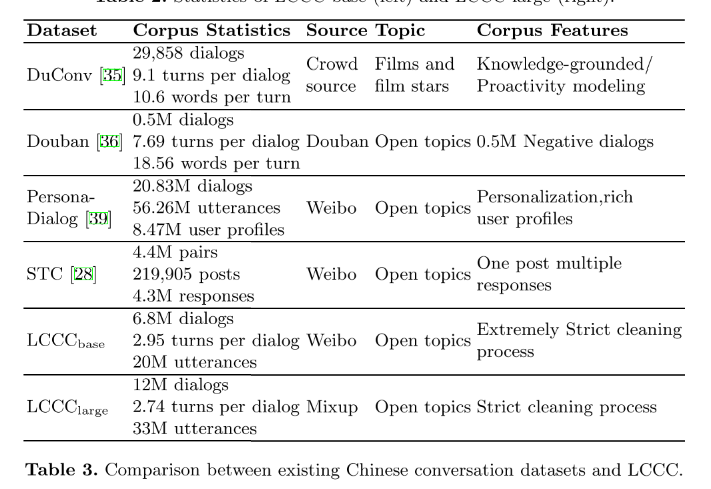 Table 2. Statistics of LCCC-base (left) and LCCC-large (right).
Dataset Corpus Statistics Source Topic Corpus Features
DuConv [35] 29,858 dialogs 9.1 turns per dialog 10.6 words per turn Crowd source Films and film stars Knowledge-grounded/ Proactivity modeling
Douban [36] 0.5M dialogs 7.69 turns per dialog 18.56 words per turn Douban Open topics 0.5M Negative dialogs
Persona-Dialog [39] 20.83M dialogs 56.26M utterances 8.47M user profiles Weibo Open topics Personalization,rich user profiles
STC [28] 4.4M pairs 219,905 posts 4.3M responses Weibo Open topics One post multiple responses
LCCCbase 6.8M dialogs 2.95 turns per dialog 20M utterances Weibo Open topics Extremely Strict cleaning process
LCCClarge 12M dialogs 2.74 turns per dialog 33M utterances Mixup Open topics Strict cleaning process
Table 3. Comparison between existing Chinese conversation datasets and LCCC.